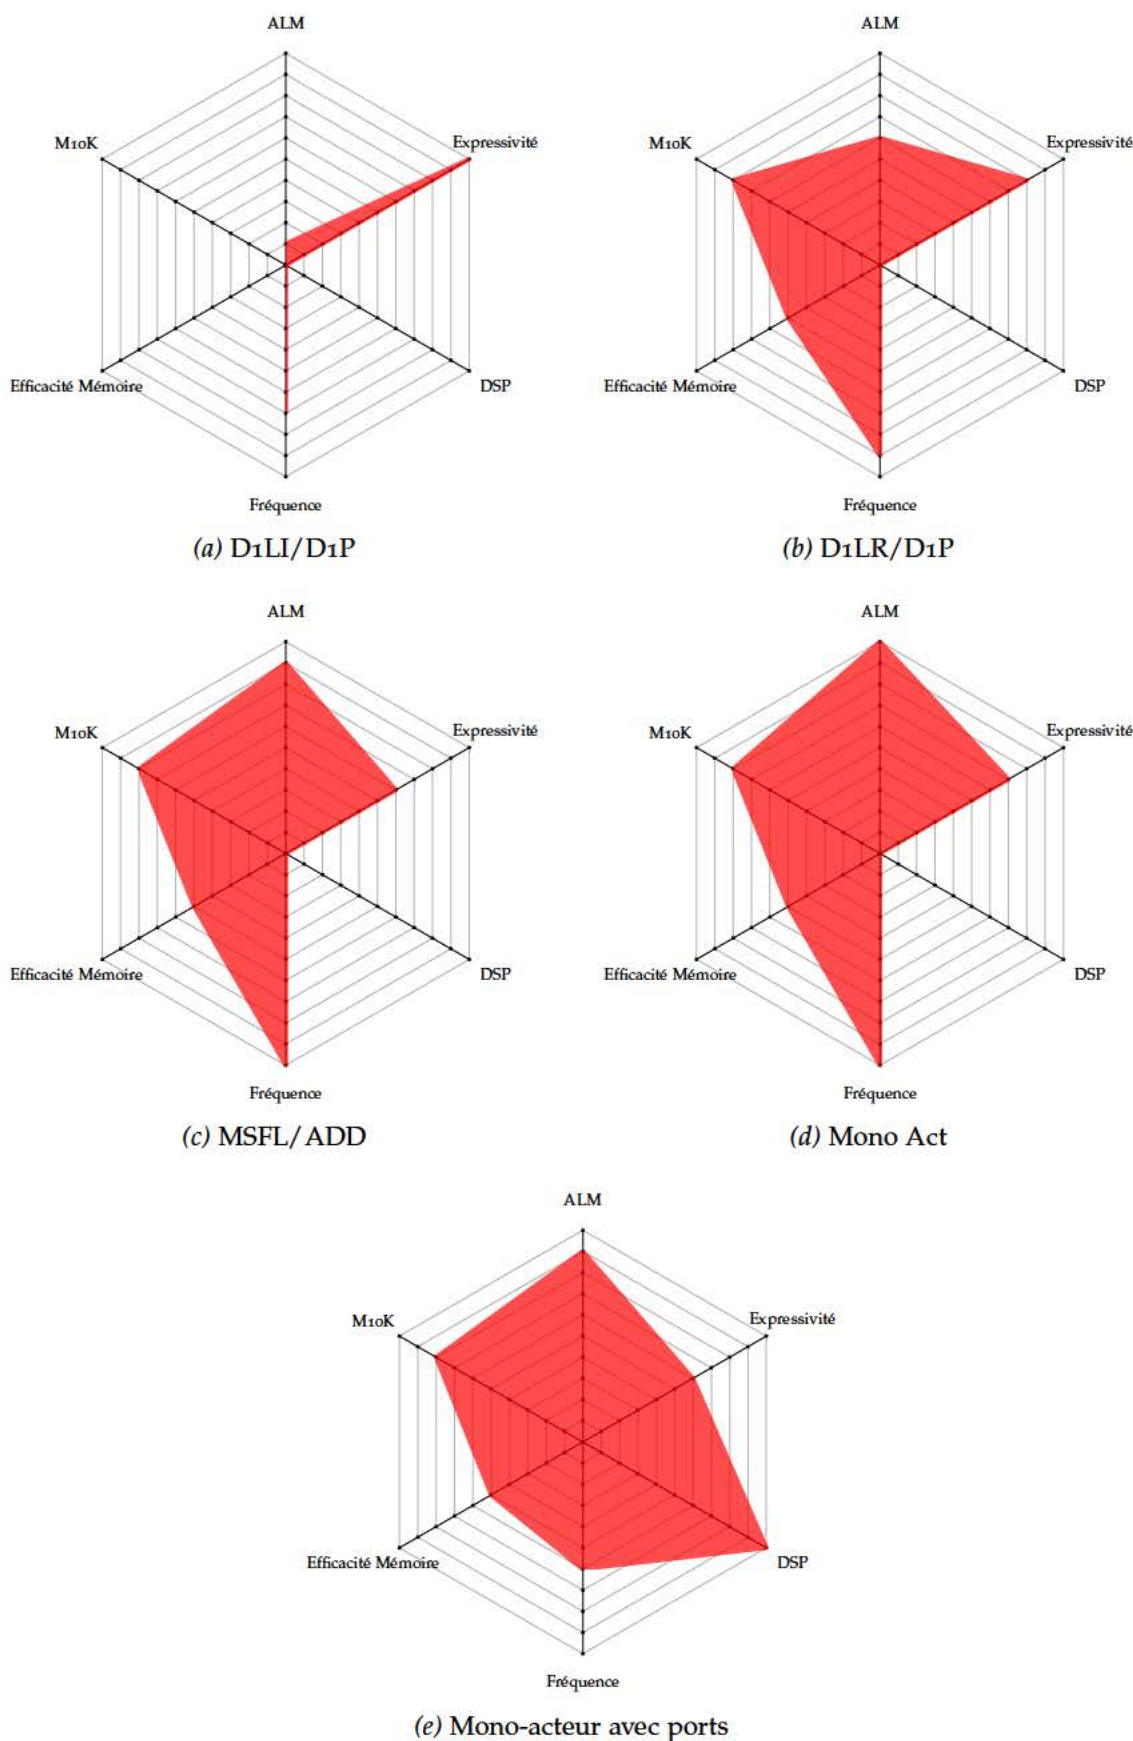 ALM
ALM
M10K
Expressivité
M10K
Expressivité
Efficacité Mémoire
DSP
Efficacité Mémoire
DSP
Fréquence
Fréquence
(a) D1LI/D1P
(b) D1LR/D1P
ALM
ALM
M10K
Expressivité
M10K
Expressivité
Efficacité Mémoire
DSP
Efficacité Mémoire
DSP
Fréquence
Fréquence
(c) MSFL/ADD
(d) Mono Act
ALM
M10K
Expressivité
Efficacité Mémoire
DSP
Fréquence
(e) Mono-acteur avec ports